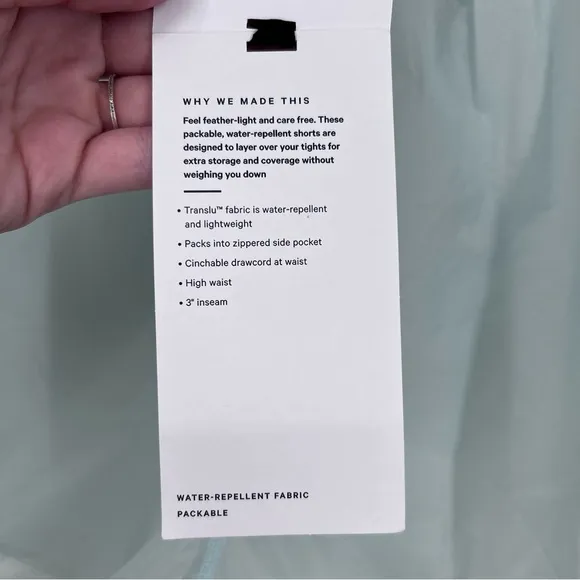 WHY WE MADE THIS
Feel feather-light and care free. These
packable, water-repellent shorts are
designed to layer over your tights for
extra storage and coverage without
weighing you down
• Translu™ fabric is water-repellent
and lightweight
• Packs into zippered side pocket
• Cinchable drawcord at waist
• High waist
• 3" inseam
WATER-REPELLENT FABRIC
PACKABLE